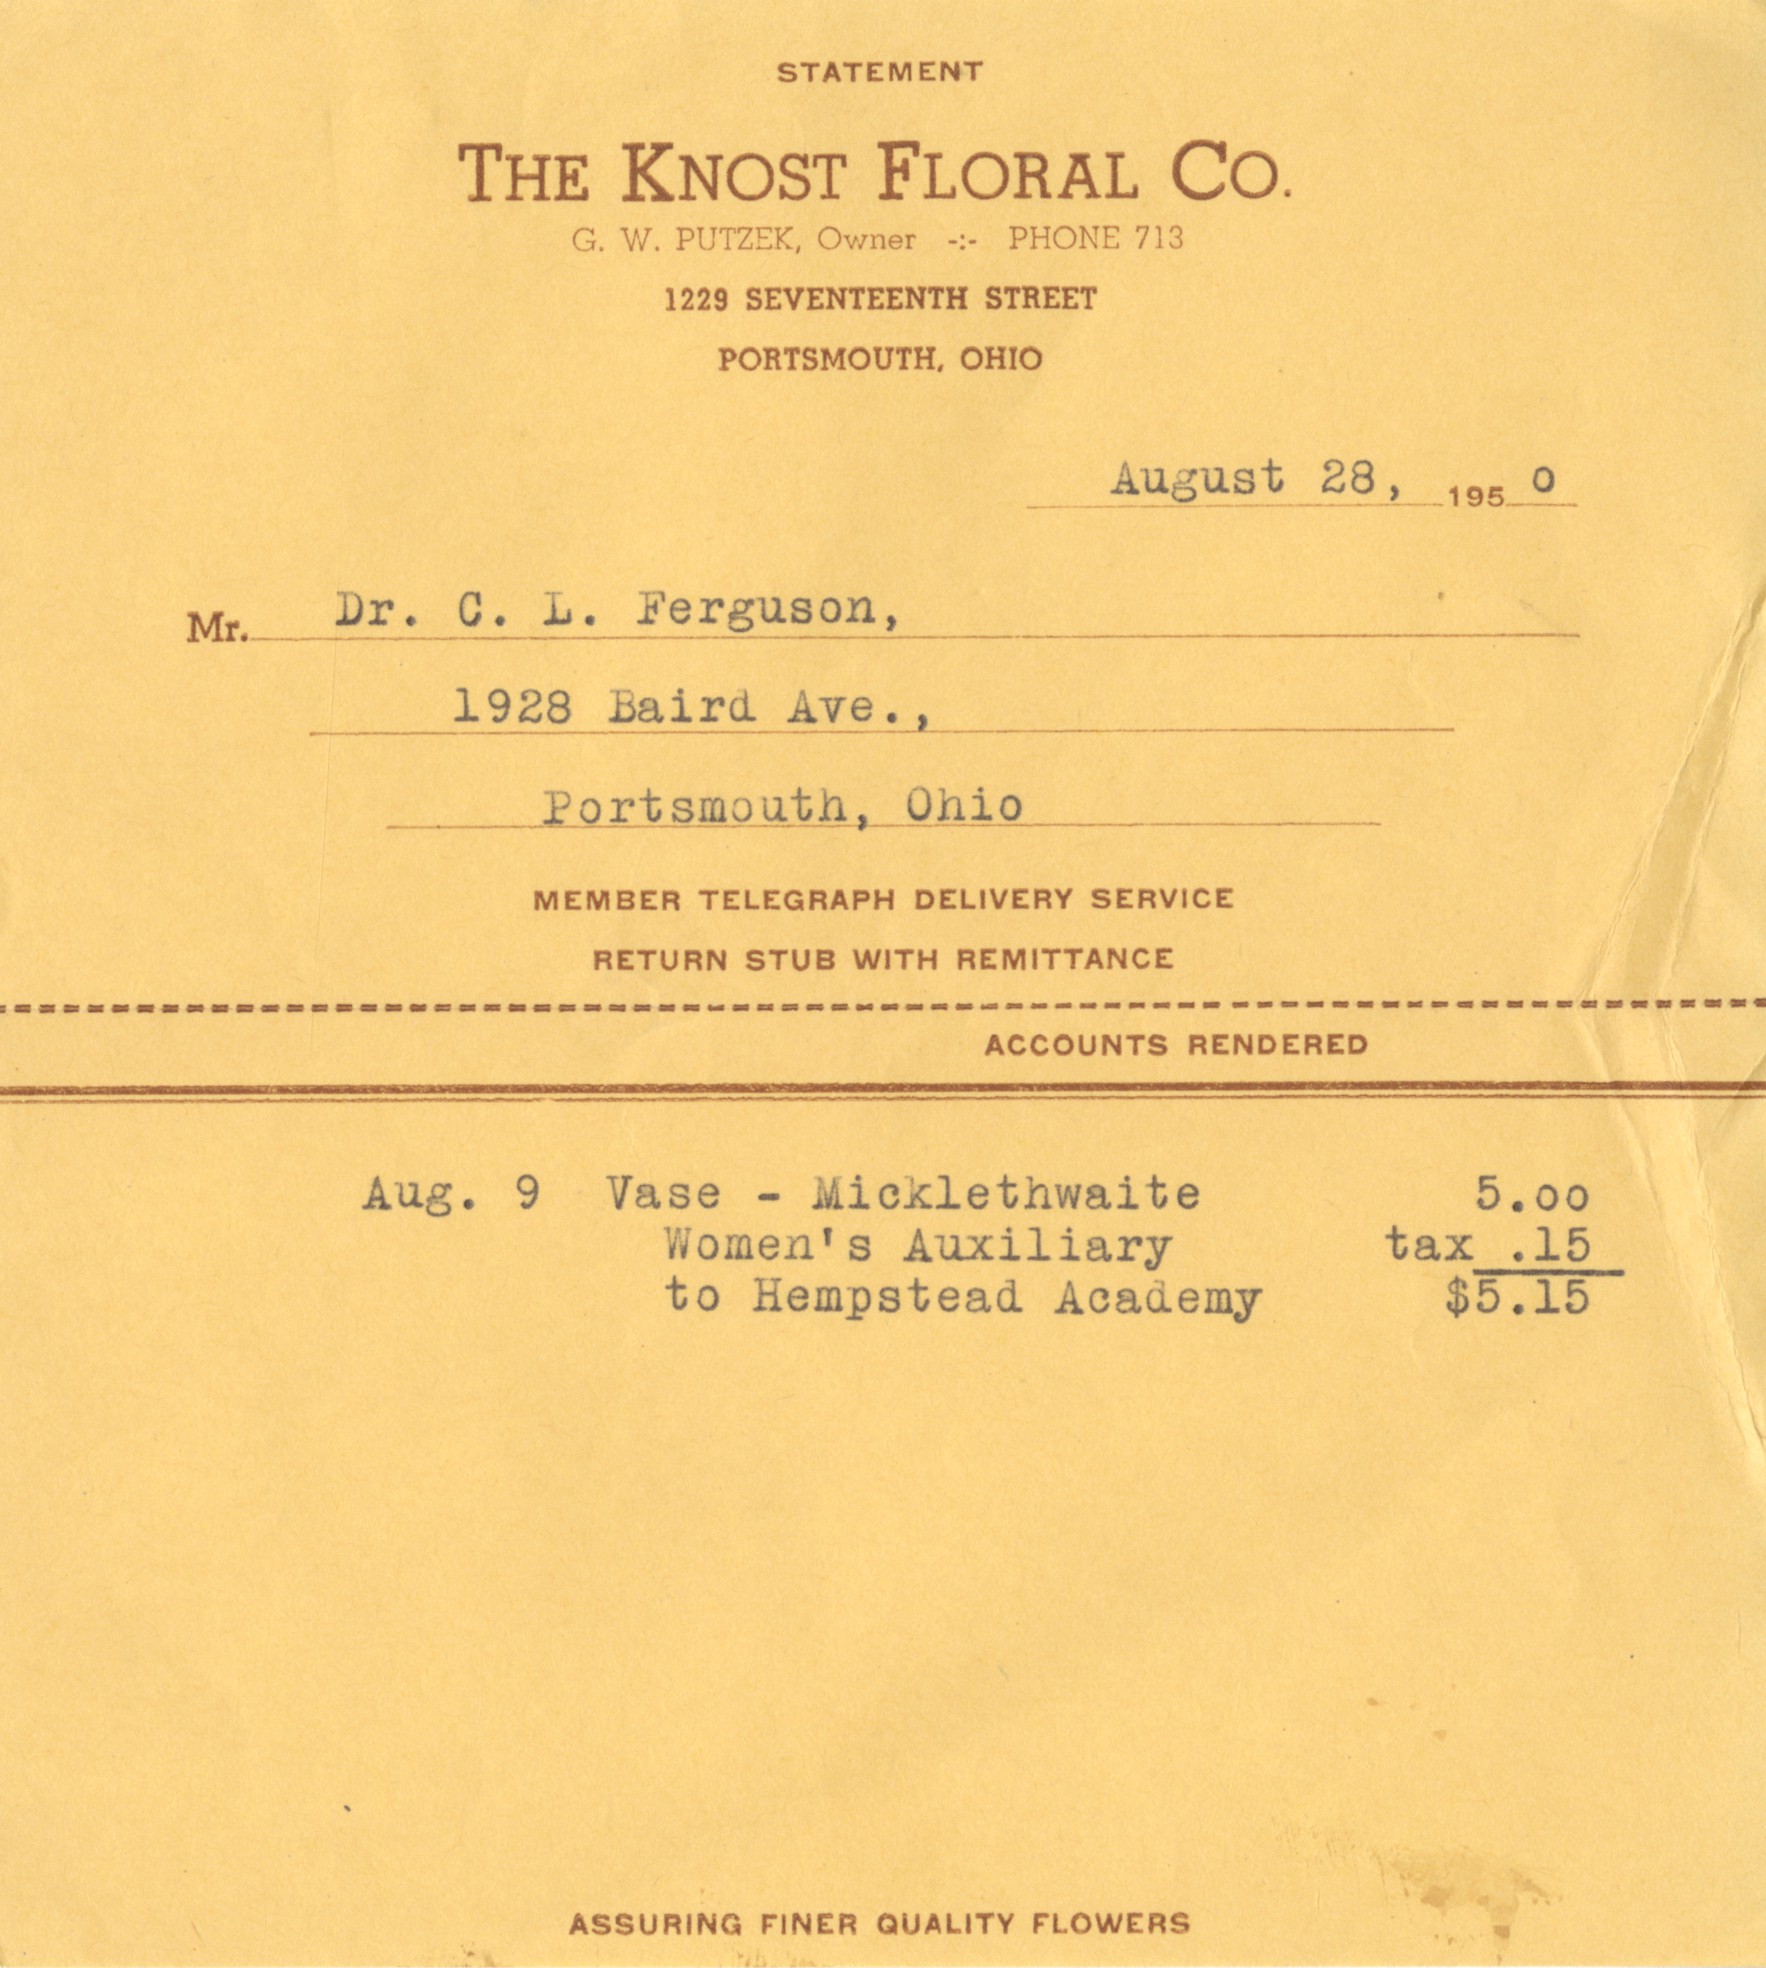 STATEMENT
THE KNOST FLORAL CO.
G. W. PUTZEK, Owner -:- PHONE 713
1229 SEVENTEENTH STREET
PORTSMOUTH, OHIO
August 28, 1950
Mr. Dr. C. L. Ferguson,
1928 Baird Ave.,
Portsmouth, Ohio
MEMBER TELEGRAPH DELIVERY SERVICE
RETURN STUB WITH REMITTANCE
ACCOUNTS RENDERED
Aug. 9 Vase - Micklethwaite 5.00
Women's Auxiliary tax .15
to Hempstead Academy $5.15
ASSURING FINER QUALITY FLOWERS